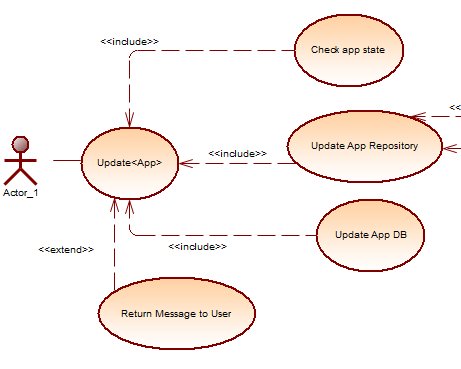 <<include>>
Check app state
<<
Update App Repository
<<include>>
Update<App>
Actor_1
Update App DB
<<include>>
<<extend>>
Return Message to User